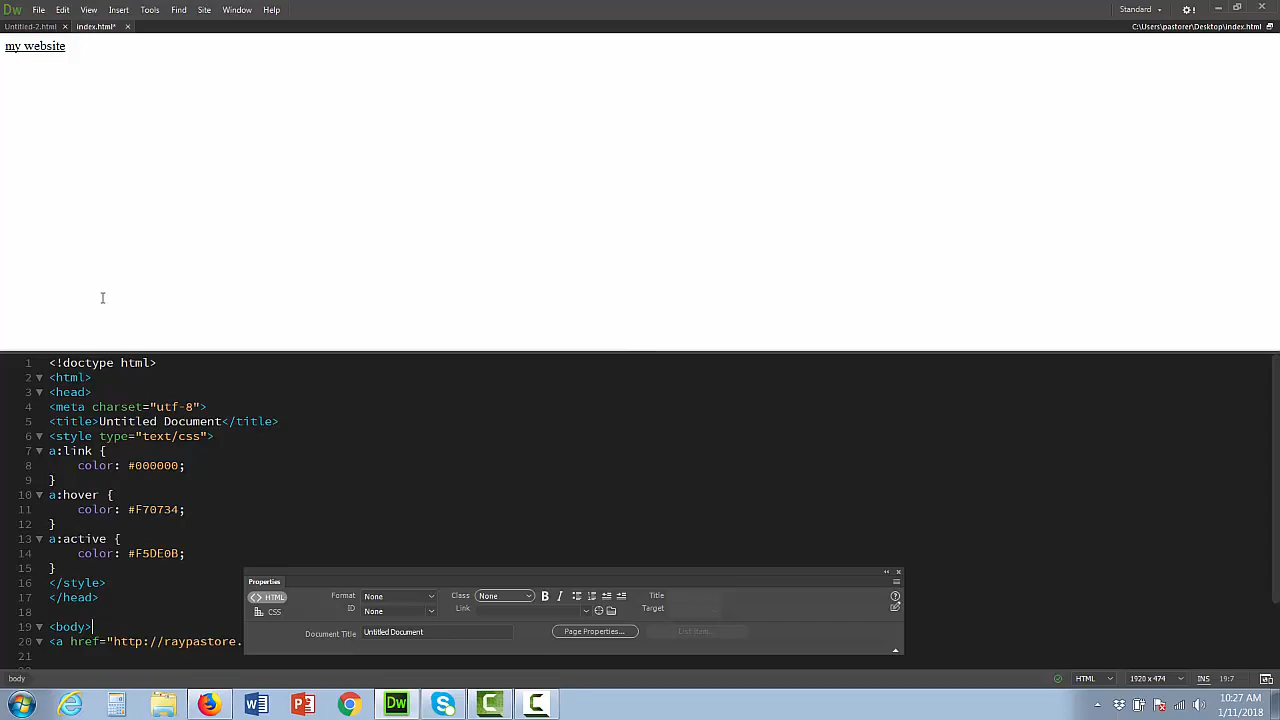 Dw File Edit View Insert Tools Find Site Window Help Standard
Untitled-2.html × index.html* × C:\Users\pastorer\Desktop\index.html
my website
1 <!doctype html>
2 <html>
3 <head>
4 <meta charset="utf-8">
5 <title>Untitled Document</title>
6 <style type="text/css">
7 a:link {
8 color: #000000;
9 }
10 a:hover {
11 color: #F70734;
12 }
13 a:active {
14 color: #F5DE0B;
15 }
16 </style>
17 </head>
18
19 <body>
20 <a href="http://raypastore.
21
Properties
<> HTML Format None Class None B I Title
CSS ID None Link Target
Document Title Untitled Document Page Properties... List Item...
body HTML 1920 x 474 INS 19:7
Dw
10:27 AM
1/11/2018